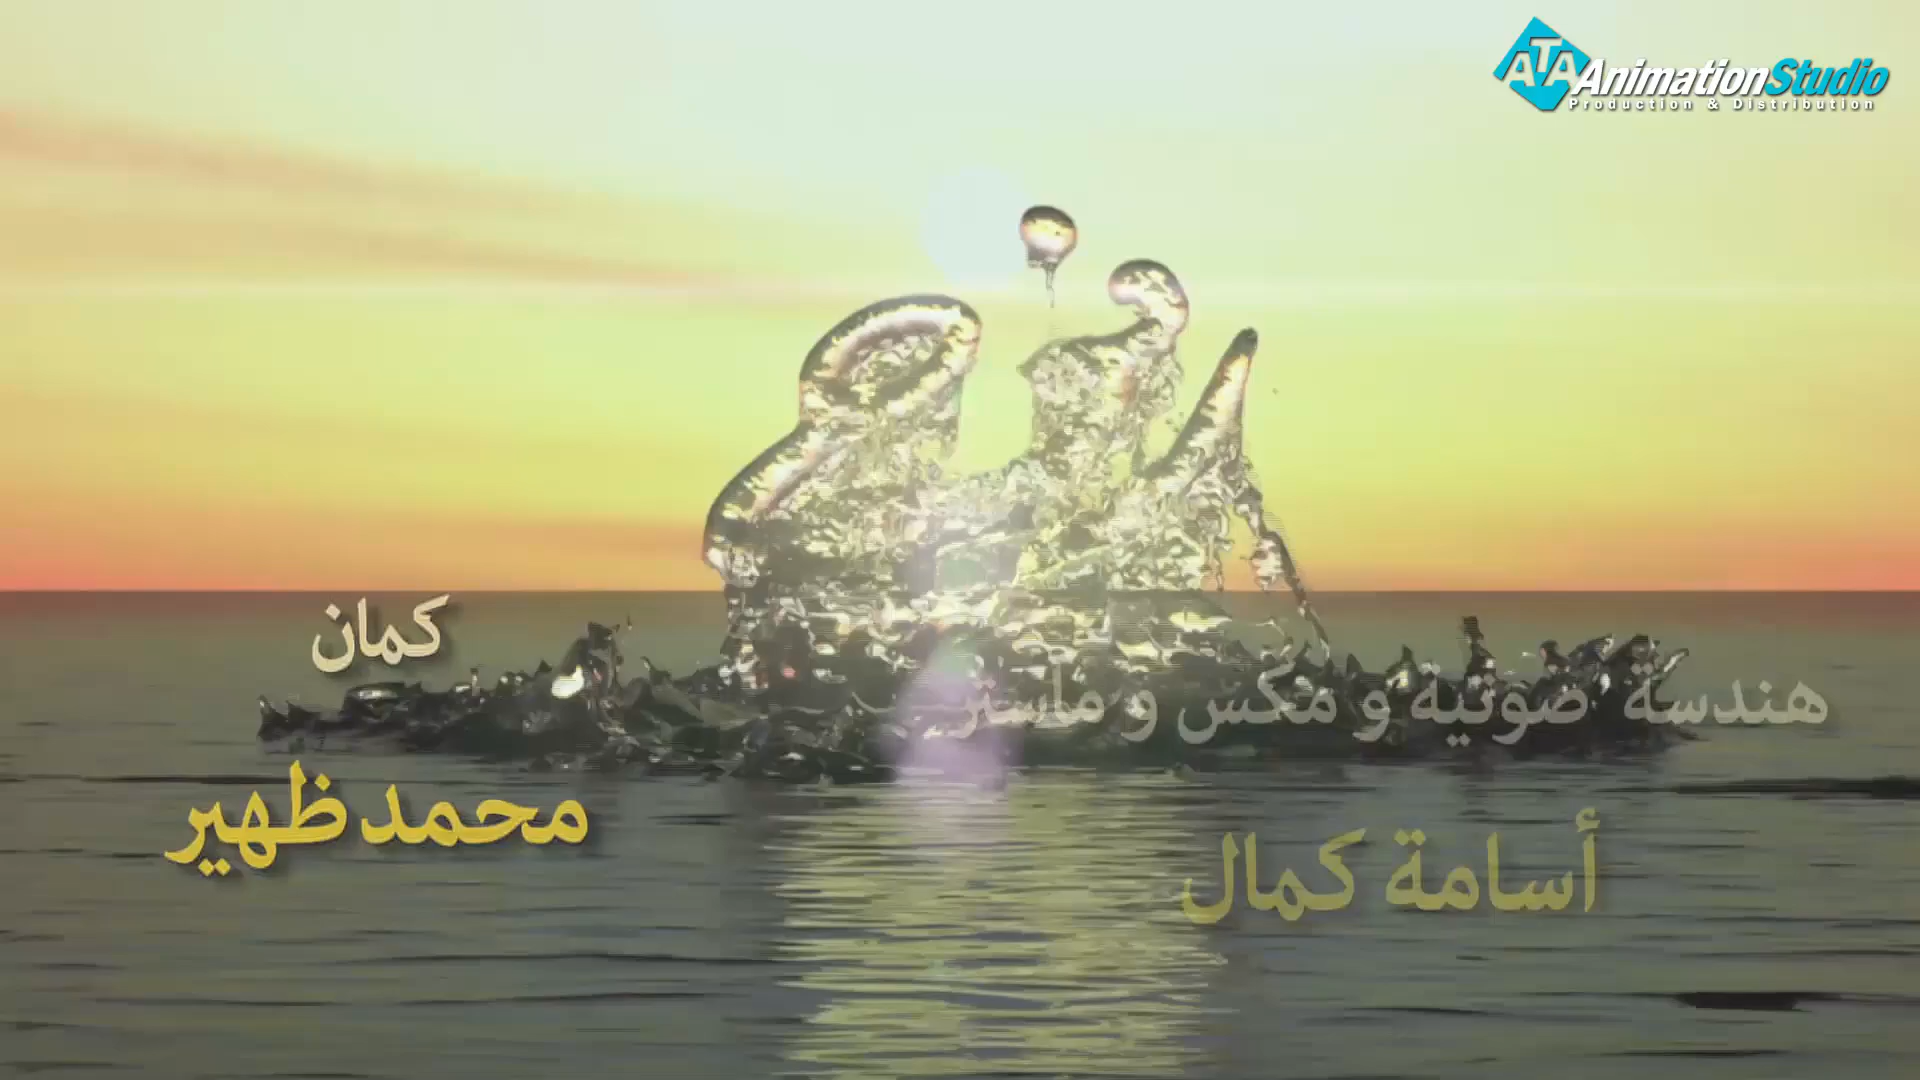 ATA AnimationStudio
Production & Distribution
هندسة صوتية و مكس و ماستر
أسامة كمال
كمان
محمد ظهير